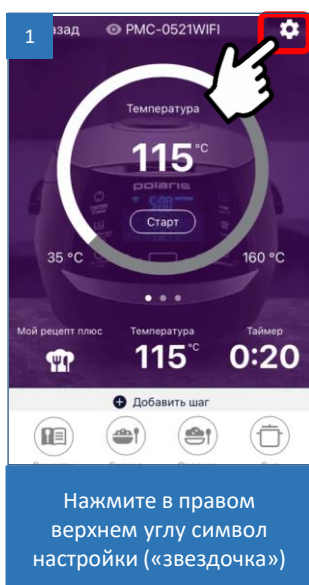 1
зад
PMC-0521WIFI
Температура
115 °C
polaris
Старт
35 °C
160 °C
Мой рецепт плюс
Температура
Таймер
115 °C
0:20
Добавить шаг
Нажмите в правом
верхнем углу символ
настройки («звездочка»)